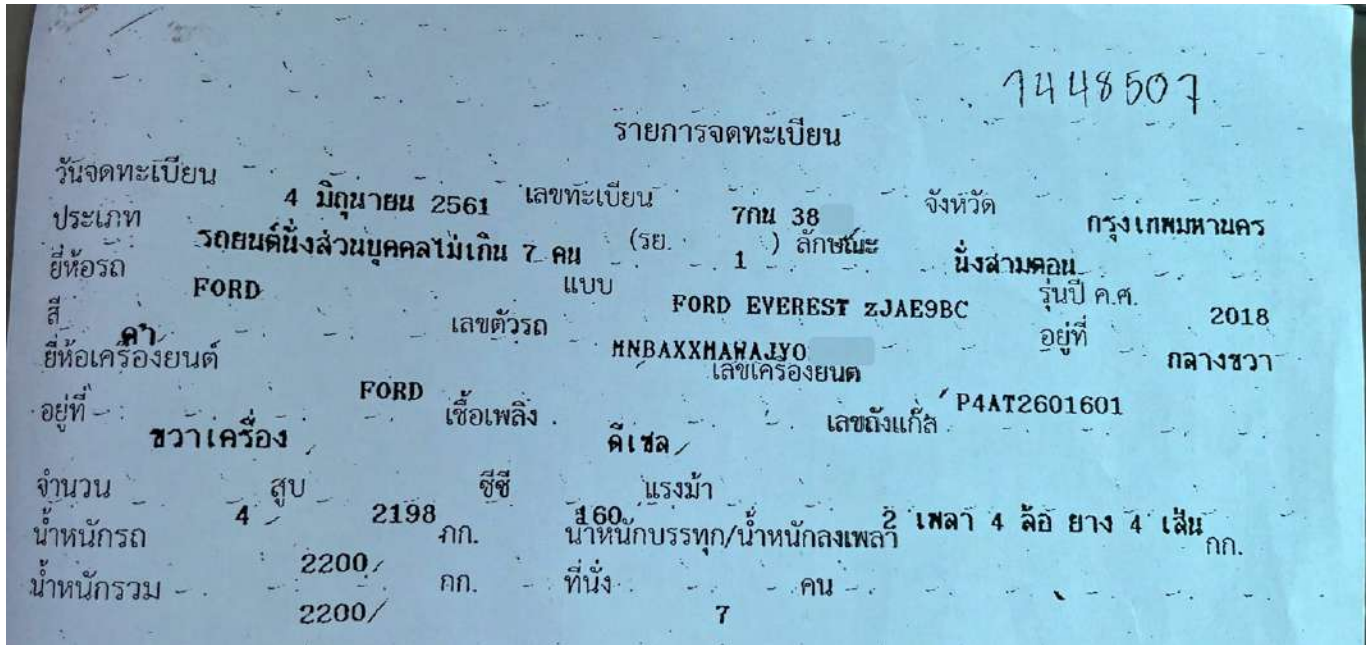 1448507
รายการจดทะเบียน
วันจดทะเบียน 4 มิถุนายน 2561 เลขทะเบียน 7กน 38 จังหวัด กรุงเทพมหานคร
ประเภท รถยนต์นั่งส่วนบุคคลไม่เกิน 7 คน (รย. 1 ) ลักษณะ นั่งสามตอน
ยี่ห้อรถ FORD แบบ FORD EVEREST zJAE9BC รุ่นปี ค.ศ. 2018
สี ดำ เลขตัวรถ MNBAXXMAWAJY0 อยู่ที่ กลางขวา
ยี่ห้อเครื่องยนต์ FORD เลขเครื่องยนต์ P4AT2601601
อยู่ที่ ขวาเครื่อง เชื้อเพลิง ดีเซล เลขถังแก๊ส
จำนวน 4 สูบ 2198 ซีซี 160 แรงม้า 2 เพลา 4 ล้อ ยาง 4 เส้น
น้ำหนักรถ 2200 กก. น้ำหนักบรรทุก/น้ำหนักลงเพลา กก.
น้ำหนักรวม 2200/ กก. ที่นั่ง 7 คน